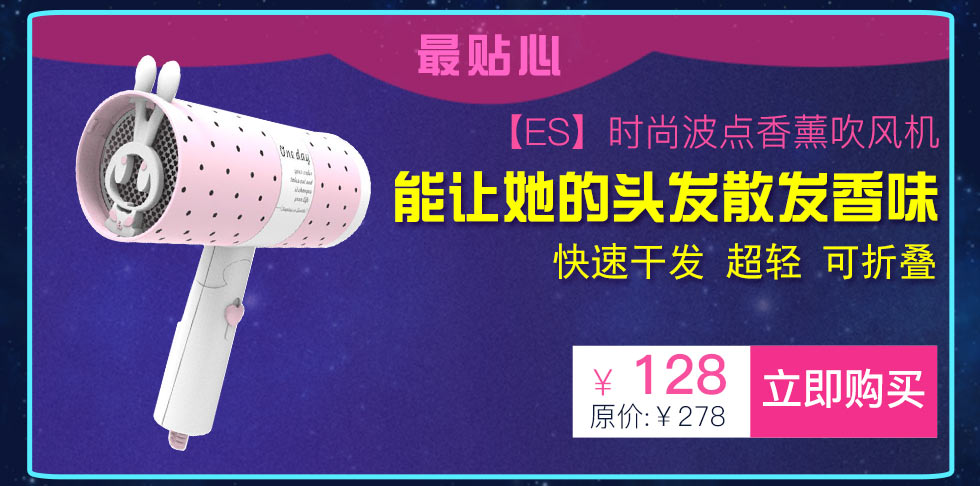 最贴心
【ES】时尚波点香薰吹风机
能让她的头发散发香味
快速干发 超轻 可折叠
One day
¥ 128
立即购买
原价:¥278